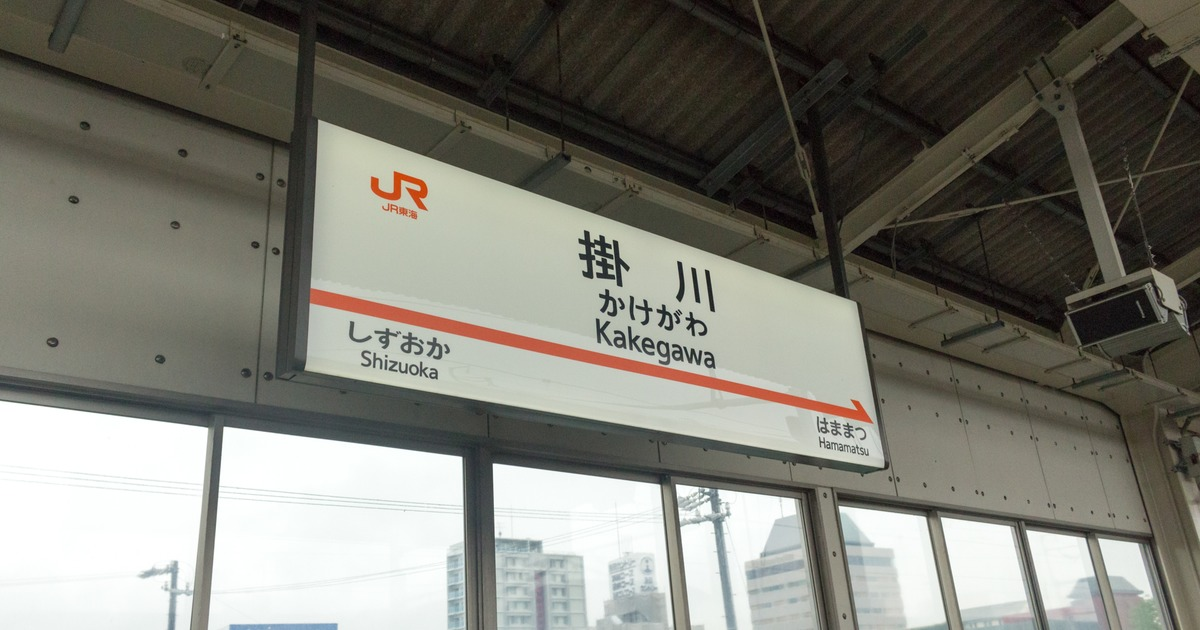 JR
JR東海
掛川
かけがわ
Kakegawa
しずおか
Shizuoka
はままつ
Hamamatsu